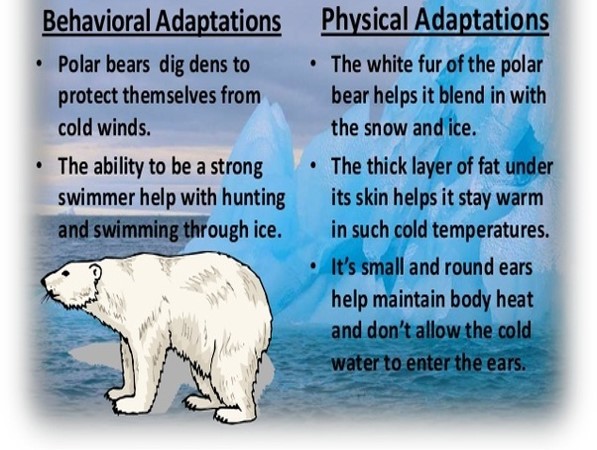 Behavioral Adaptations
• Polar bears dig dens to
protect themselves from
cold winds.
• The ability to be a strong
swimmer help with hunting
and swimming through ice.
Physical Adaptations
• The white fur of the polar
bear helps it blend in with
the snow and ice.
• The thick layer of fat under
its skin helps it stay warm
in such cold temperatures.
• It's small and round ears
help maintain body heat
and don't allow the cold
water to enter the ears.